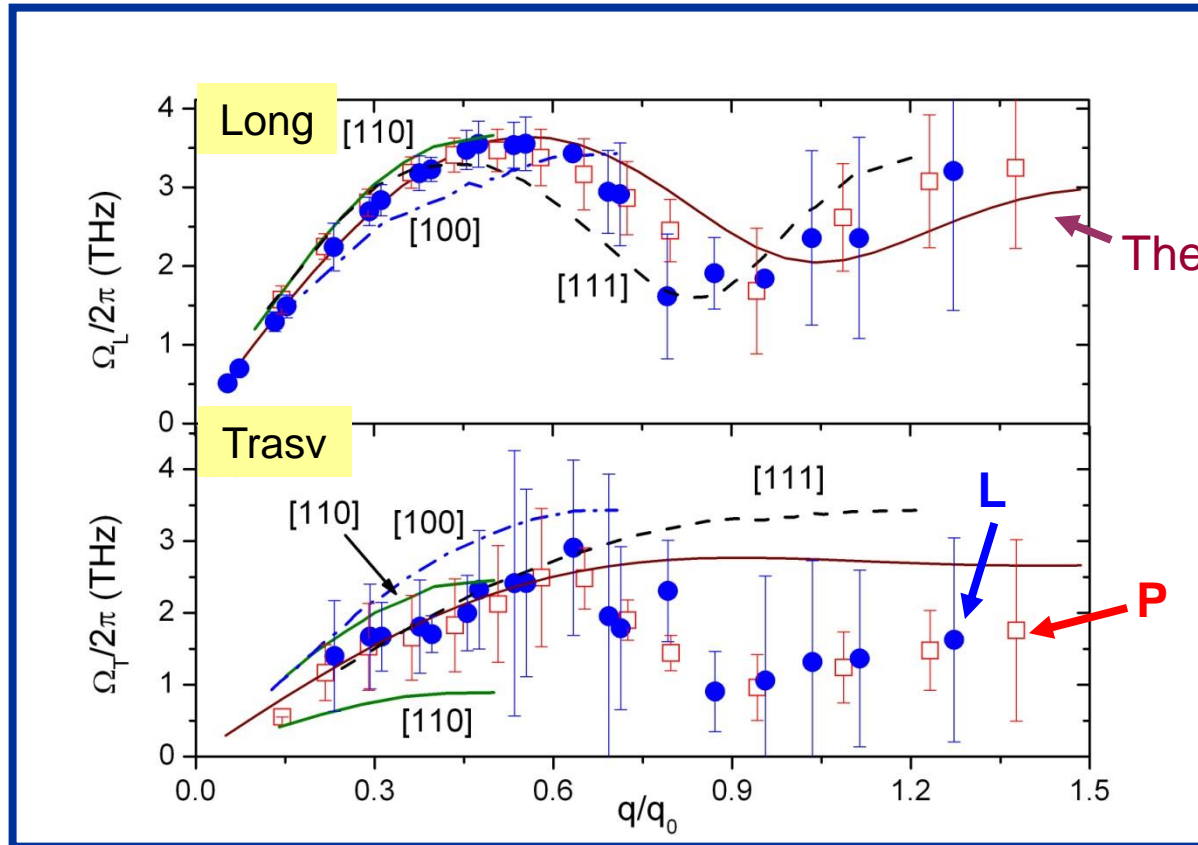 Long
[110]
[100]
[111]
4
3
2
1
0
Ω_L/2π (THz)
The
Trasv
[110]
[100]
[111]
[110]
L
P
4
3
2
1
0
Ω_T/2π (THz)
0.0 0.3 0.6 0.9 1.2 1.5
q/q₀